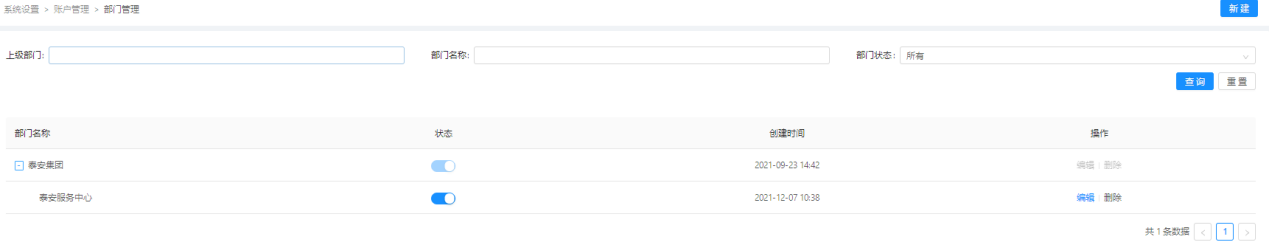 系统设置 > 账户管理 > 部门管理 新建
上级部门: 部门名称: 部门状态: 所有
查询 重置
部门名称 状态 创建时间 操作
泰安集团 2021-09-23 14:42 编辑 删除
泰安服务中心 2021-12-07 10:38 编辑 删除
共 1 条数据 < 1 >